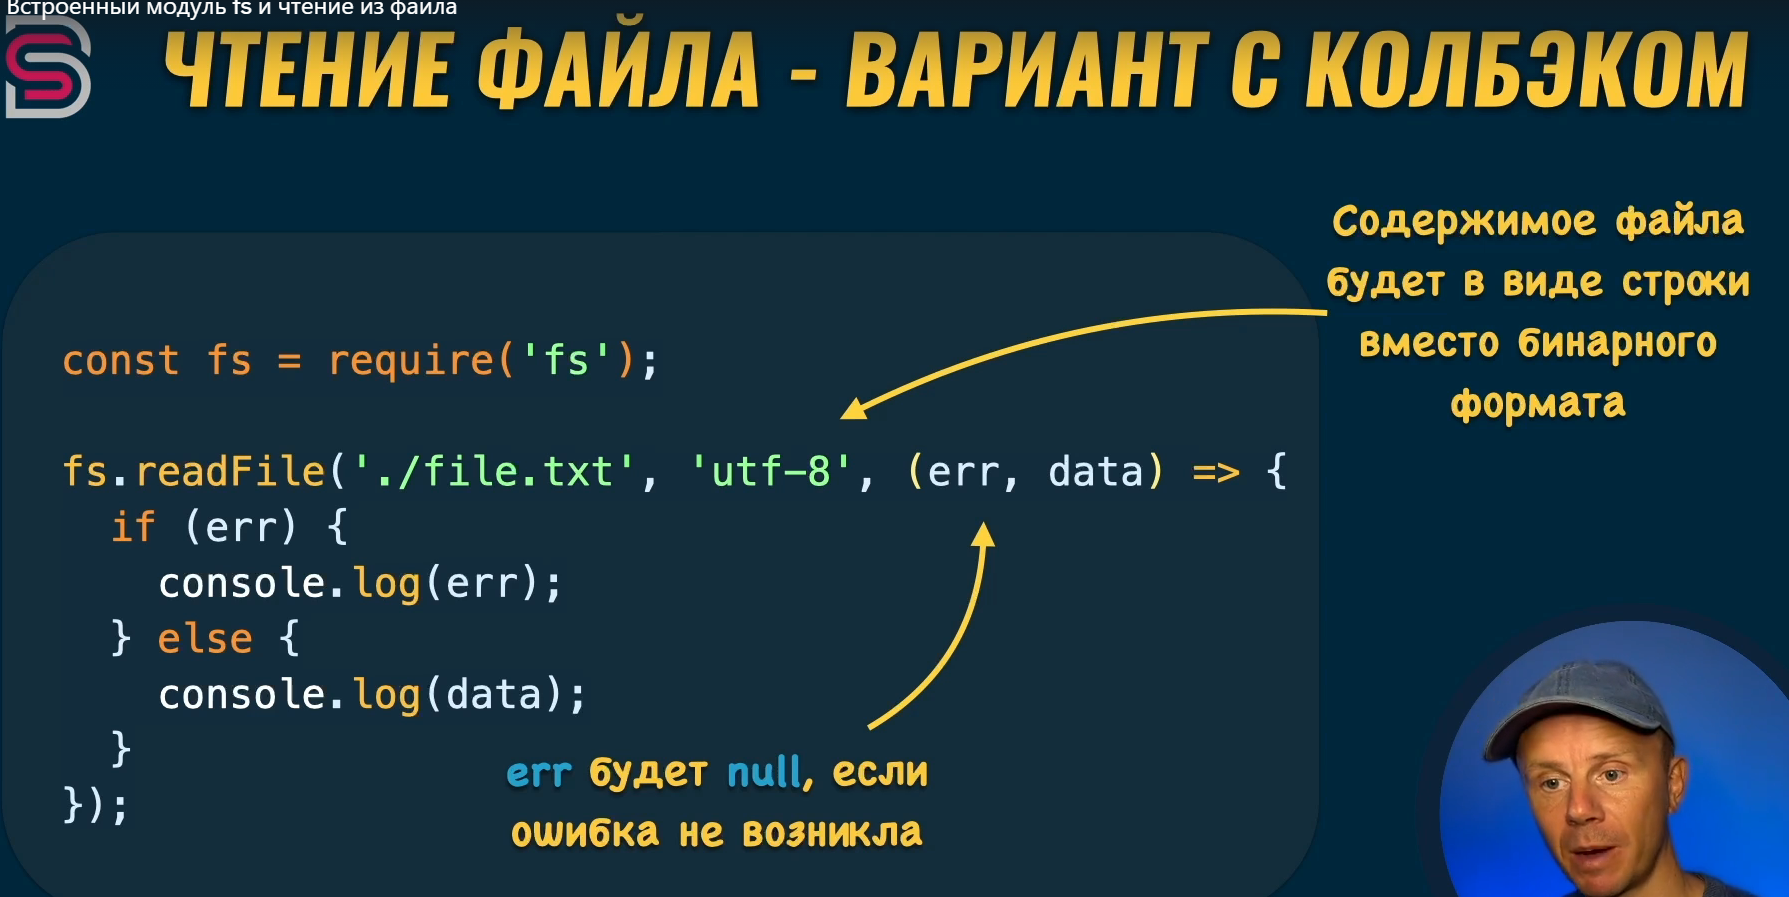 Встроенный модуль fs и чтение из файла
ЧТЕНИЕ ФАЙЛА - ВАРИАНТ С КОЛБЭКОМ
Содержимое файла
будет в виде строки
вместо бинарного
формата
const fs = require('fs');
fs.readFile('./file.txt', 'utf-8', (err, data) => {
if (err) {
console.log(err);
} else {
console.log(data);
}
});
err будет null, если
ошибка не возникла